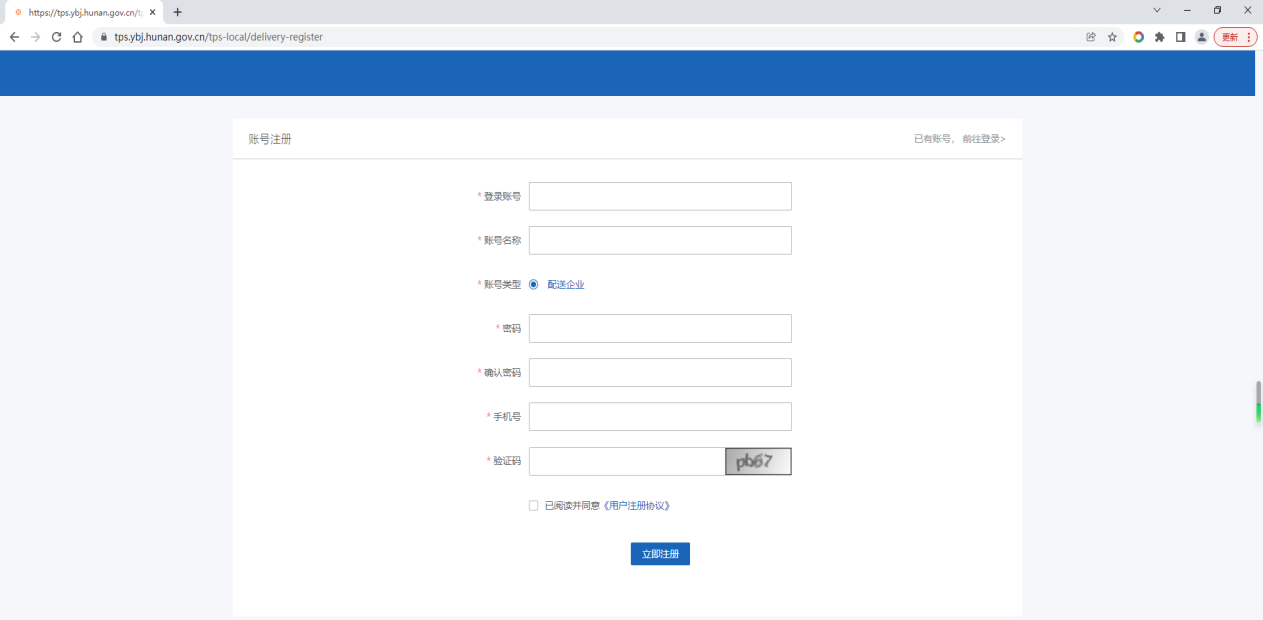 https://tps.ybj.hunan.gov.cn/t
tps.ybj.hunan.gov.cn/tps-local/delivery-register
更新
账号注册
已有账号， 前往登录>
* 登录账号
* 账号名称
* 账号类型 配送企业
* 密码
* 确认密码
* 手机号
* 验证码 pb67
已阅读并同意《用户注册协议》
立即注册